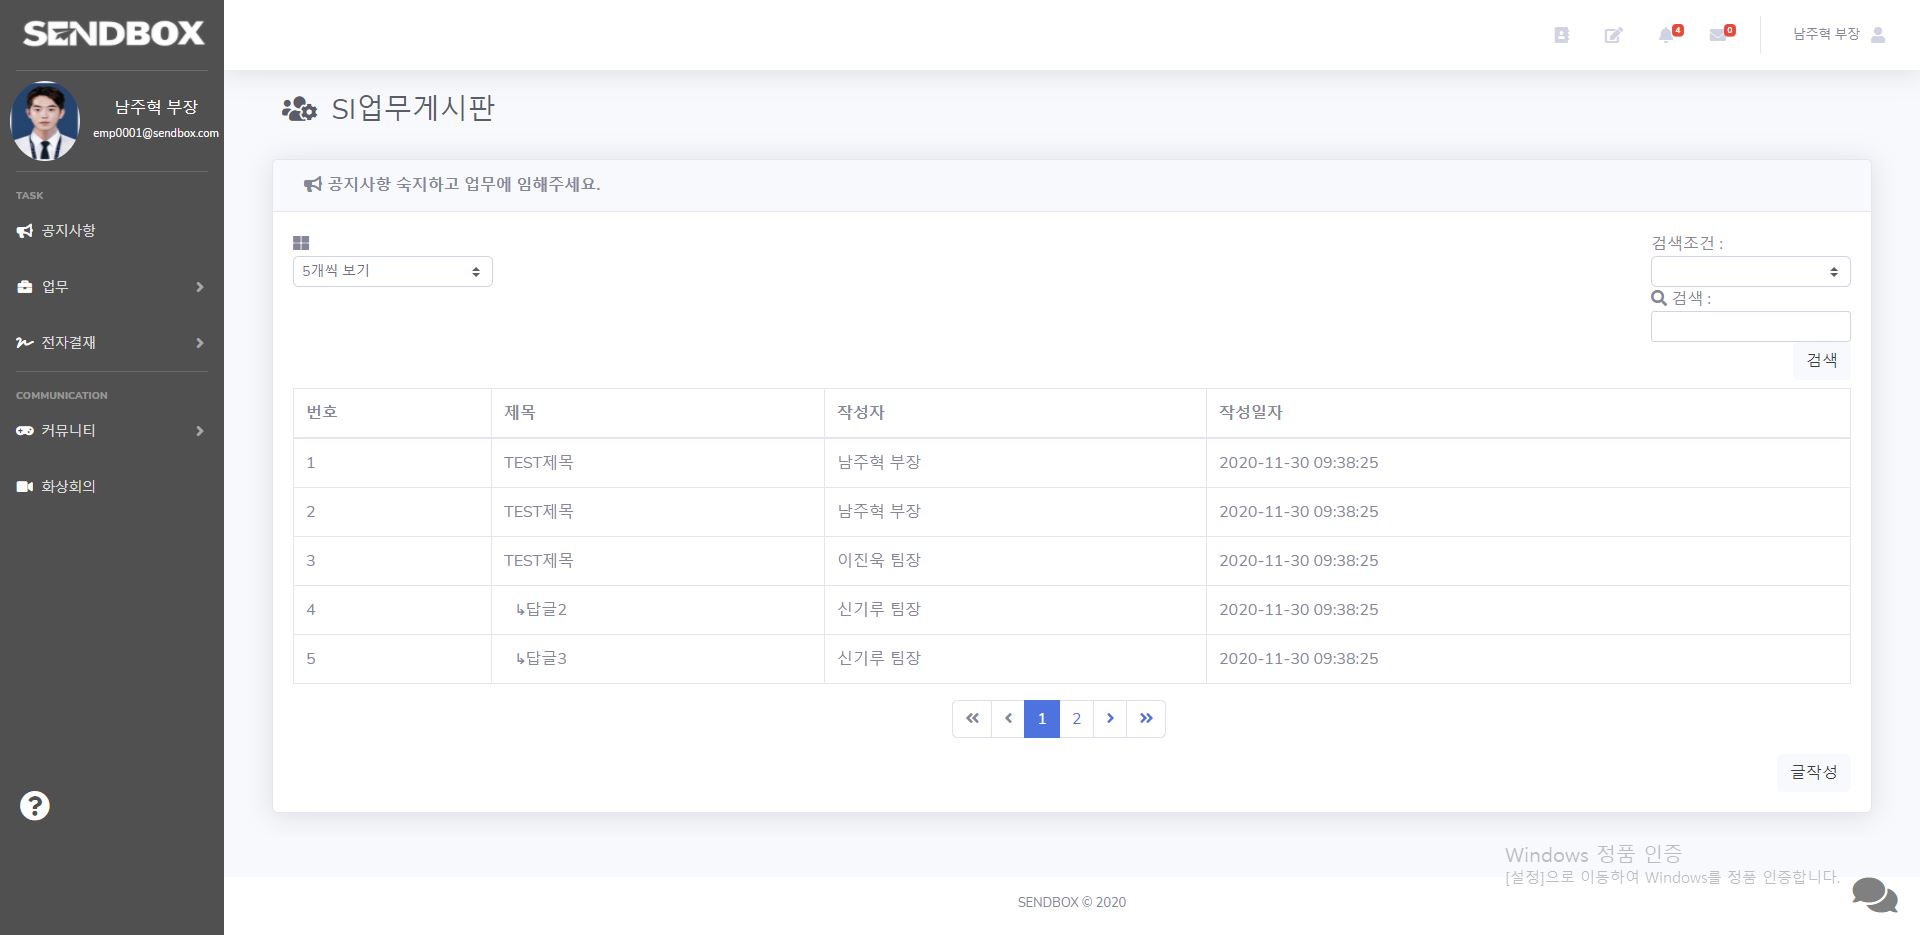 SENDBOX
4
0
남주혁 부장
남주혁 부장
emp0001@sendbox.com
TASK
공지사항
업무
전자결재
COMMUNICATION
커뮤니티
화상회의
?
SI업무게시판
공지사항 숙지하고 업무에 임해주세요.
5개씩 보기
검색조건 :
검색 :
검색
번호 제목 작성자 작성일자
1 TEST제목 남주혁 부장 2020-11-30 09:38:25
2 TEST제목 남주혁 부장 2020-11-30 09:38:25
3 TEST제목 이진욱 팀장 2020-11-30 09:38:25
4 ↳답글2 신기루 팀장 2020-11-30 09:38:25
5 ↳답글3 신기루 팀장 2020-11-30 09:38:25
« ‹ 1 2 › »
글작성
Windows 정품 인증
[설정]으로 이동하여 Windows를 정품 인증합니다.
SENDBOX © 2020